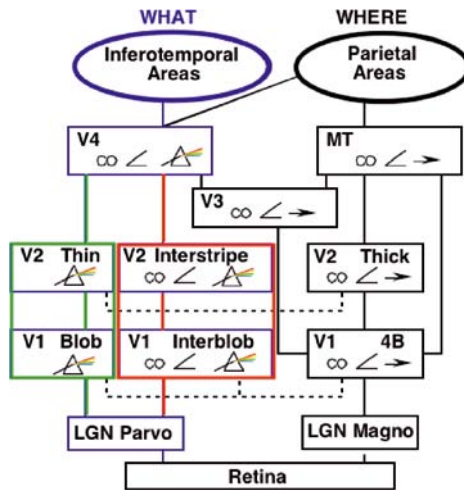 WHAT WHERE
Inferotemporal Areas
Parietal Areas
V4
MT
V3
V2 Thin
V2 Interstripe
V2 Thick
V1 Blob
V1 Interblob
V1 4B
LGN Parvo
LGN Magno
Retina